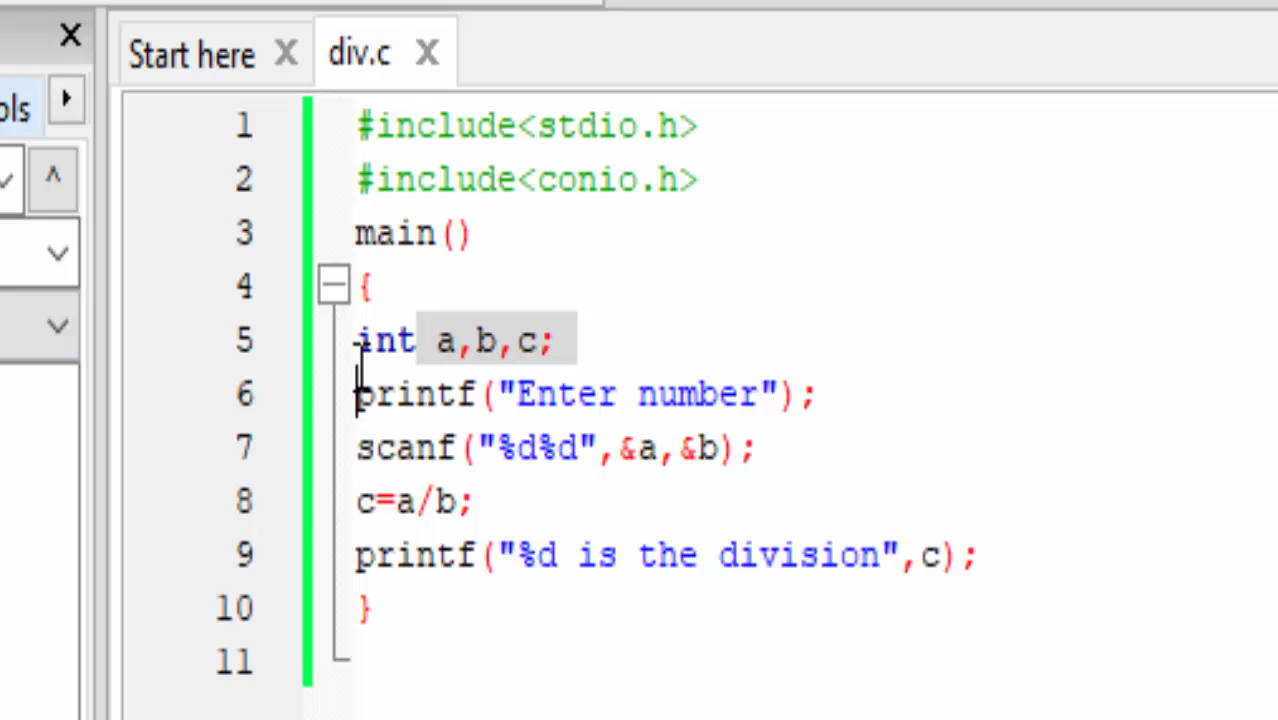 Start here X div.c X
ols
1 #include<stdio.h>
2 #include<conio.h>
3 main()
4 {
5 int a,b,c;
6 printf("Enter number");
7 scanf("%d%d",&a,&b);
8 c=a/b;
9 printf("%d is the division",c);
10 }
11